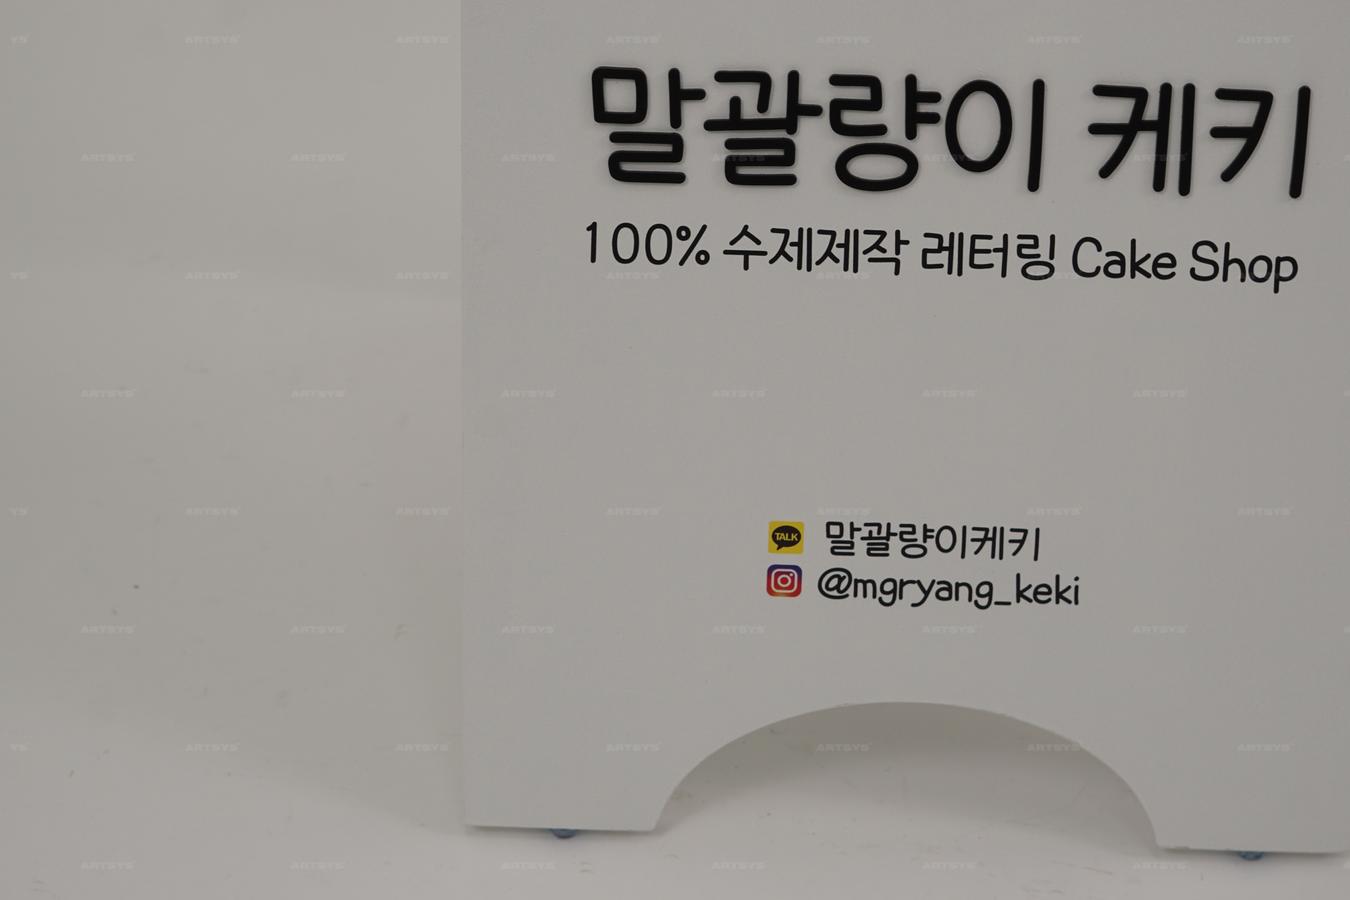 말괄량이 케키
100% 수제제작 레터링 Cake Shop
TALK 말괄량이케키
@mgryang_keki
ARTSYS